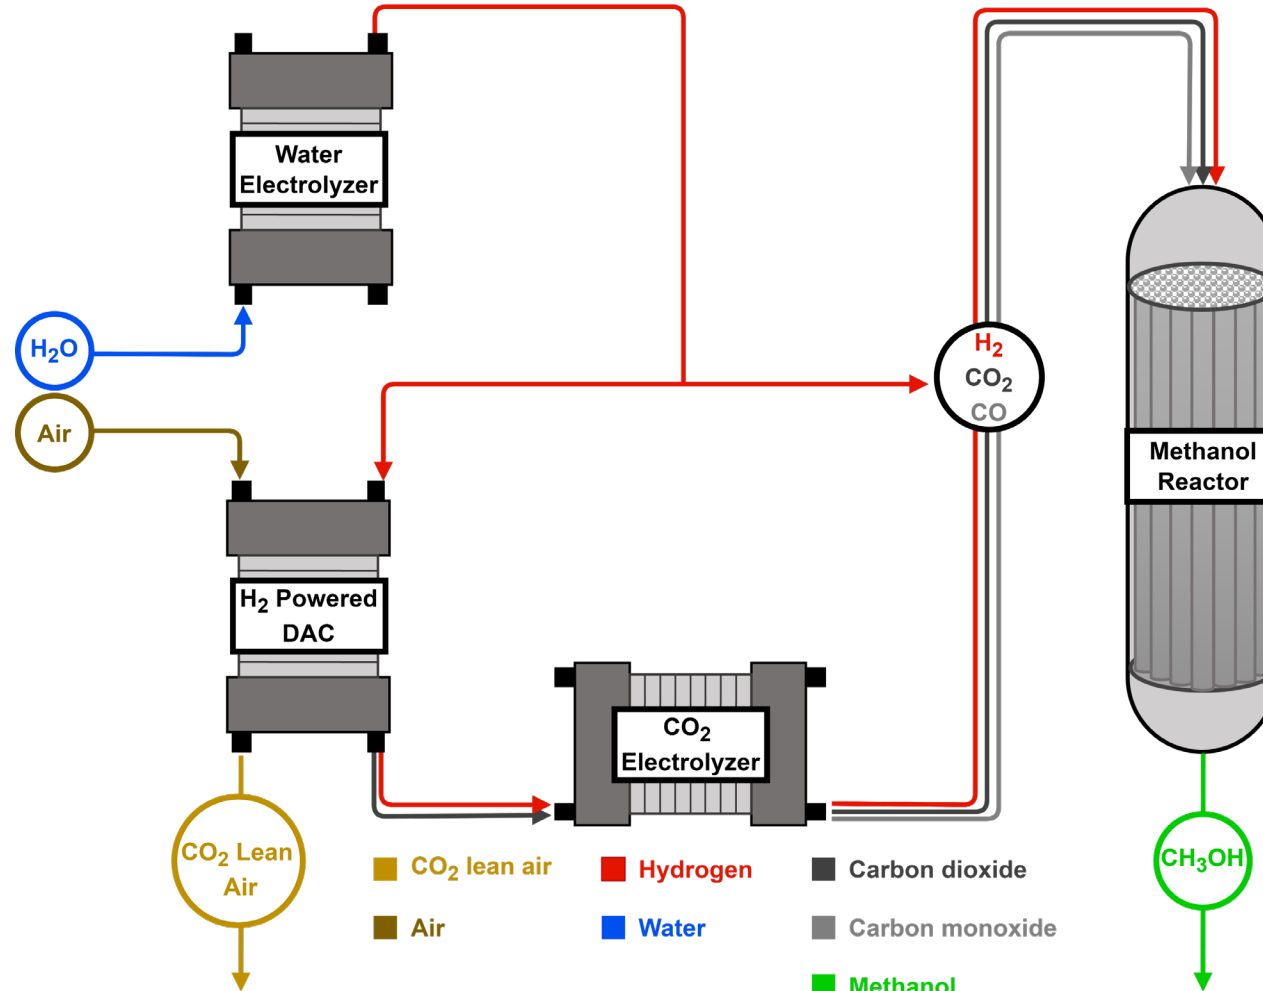 Water
Electrolyzer
H₂O
Air
H₂
CO₂
CO
Methanol
Reactor
H₂ Powered
DAC
CO₂
Electrolyzer
CO₂ Lean
Air
CH₃OH
CO₂ lean air
Hydrogen
Carbon dioxide
Air
Water
Carbon monoxide
Methanol